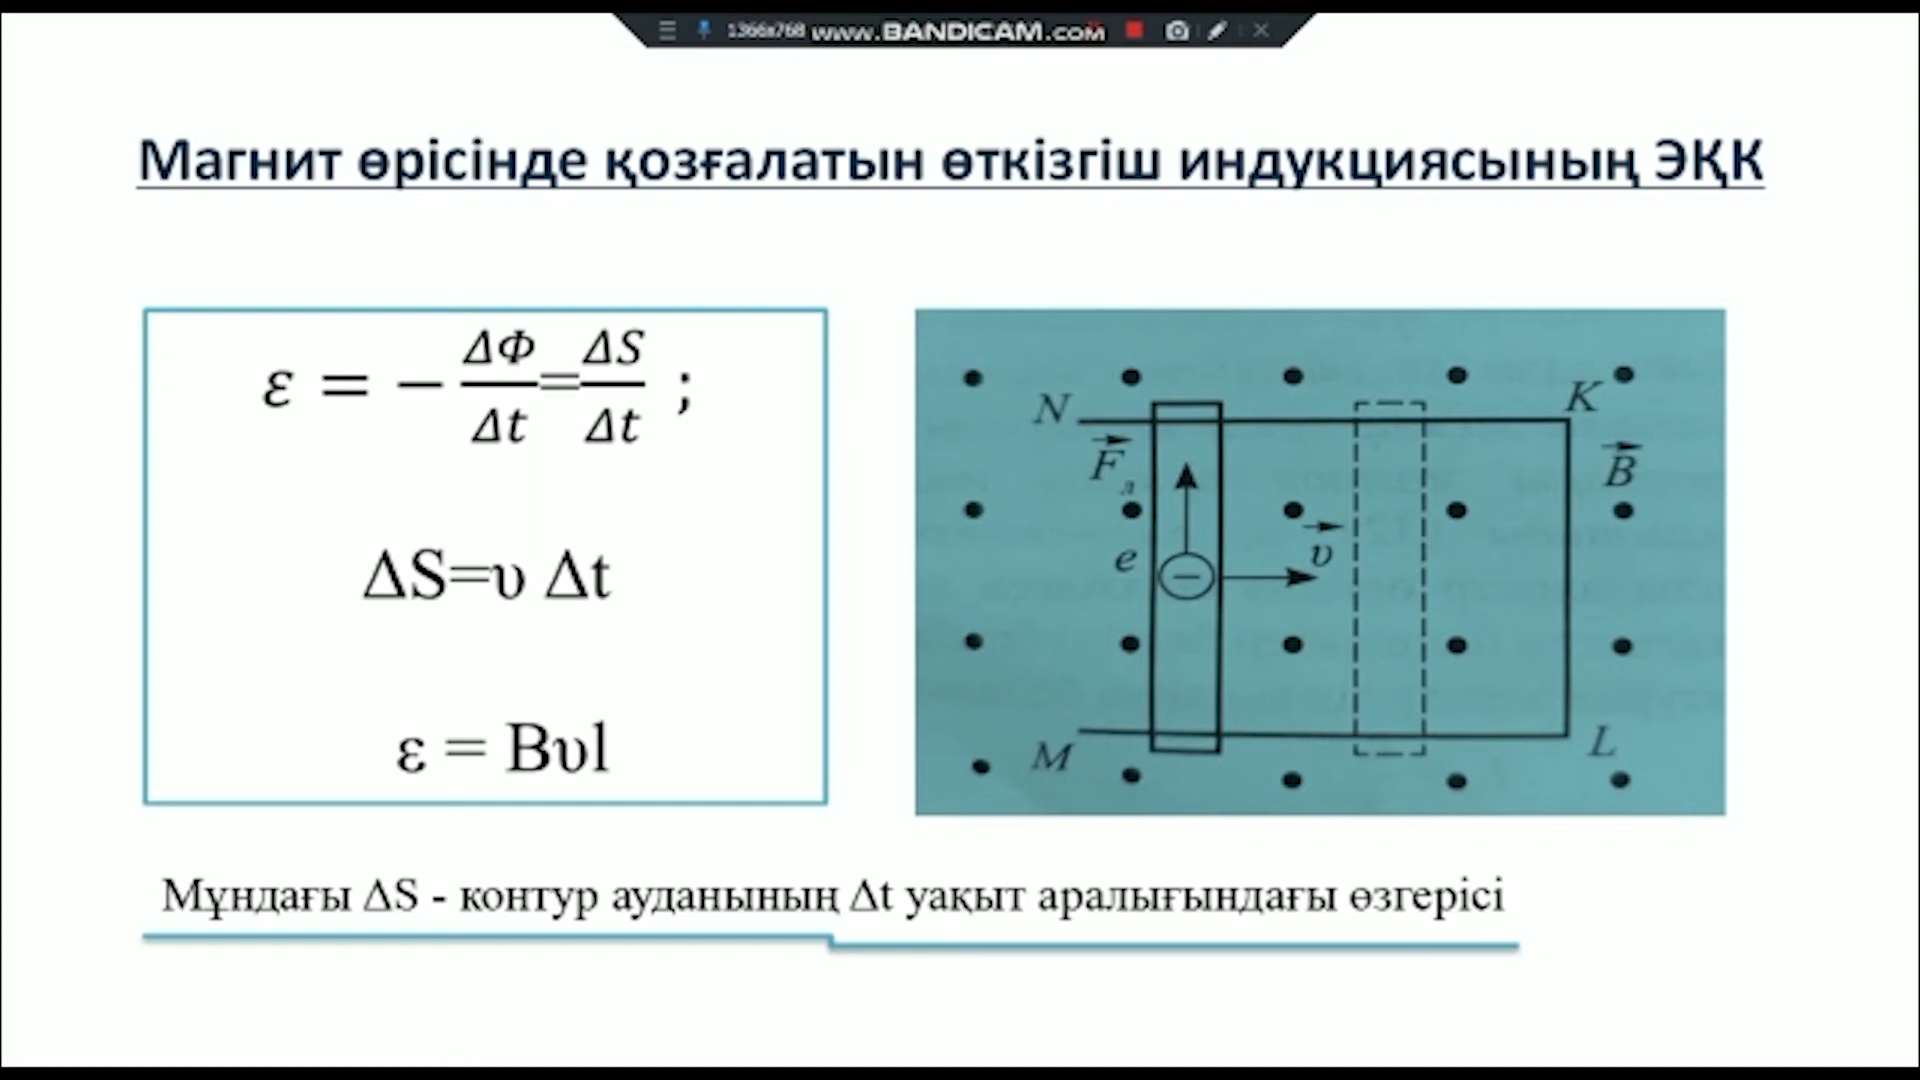 1366x768 www.BANDICAM.com
Магнит өрісінде қозғалатын өткізгіш индукциясының ЭҚК
ε = − ΔΦ/Δt = ΔS/Δt ;
ΔS=υ Δt
ε = Bυl
N
K
F л
B
e
υ
M
L
Мұндағы ΔS - контур ауданының Δt уақыт аралығындағы өзгерісі